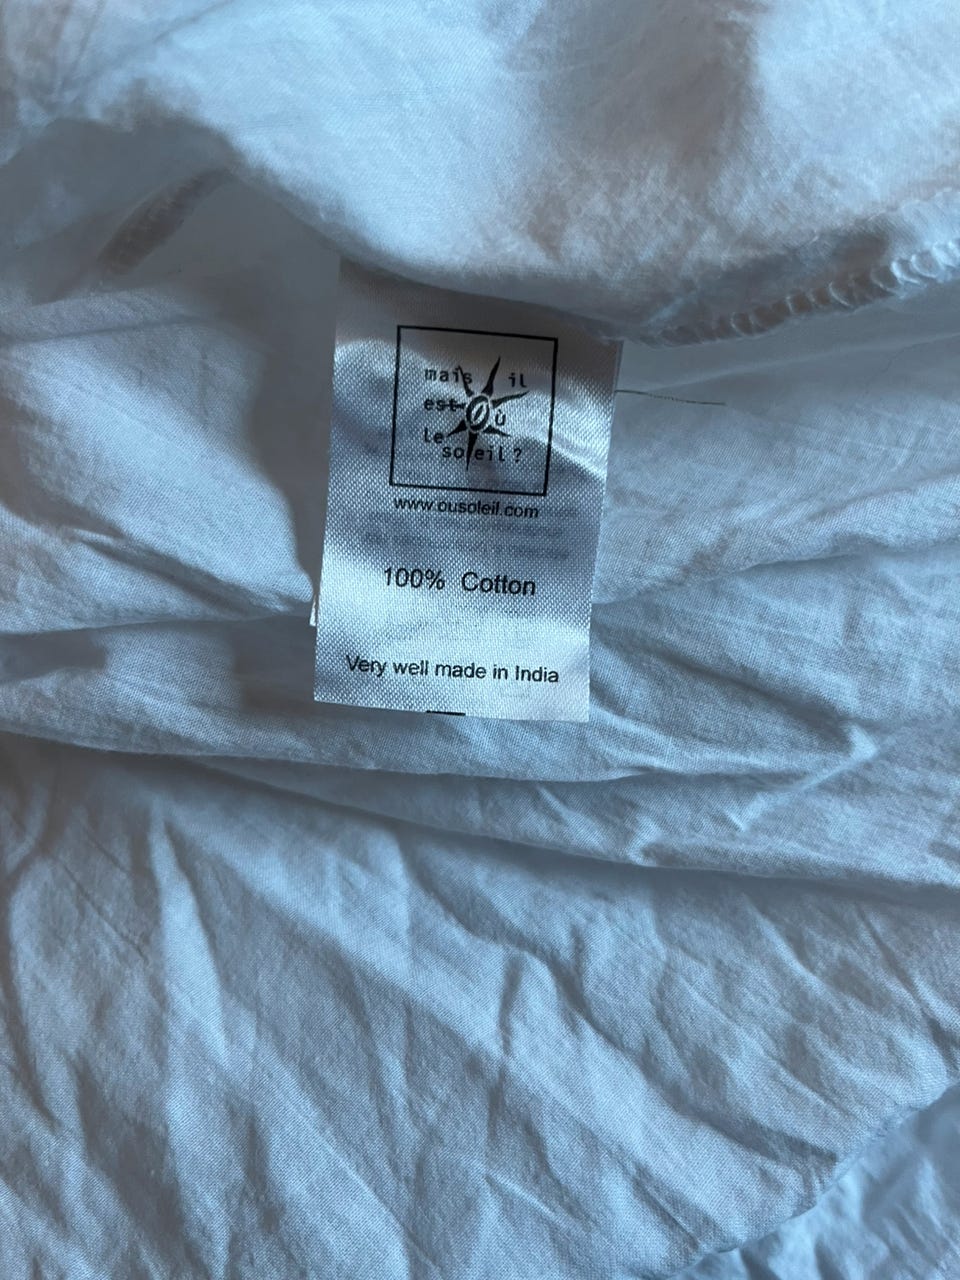 mais il
est où
le
soleil ?
www.ousoleil.com
100% Cotton
Very well made in India